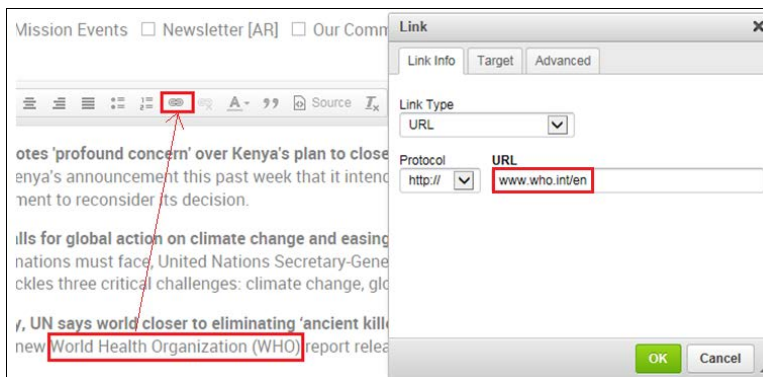 Mission Events Newsletter [AR] Our Comm
Source
otes 'profound concern' over Kenya's plan to close
enya's announcement this past week that it intend
ment to reconsider its decision.
lls for global action on climate change and easing
nations must face, United Nations Secretary-Gene
ckles three critical challenges: climate change, glo
y, UN says world closer to eliminating 'ancient kille
new World Health Organization (WHO) report relea
Link
Link Info Target Advanced
Link Type
URL
Protocol URL
http:// www.who.int/en
OK Cancel